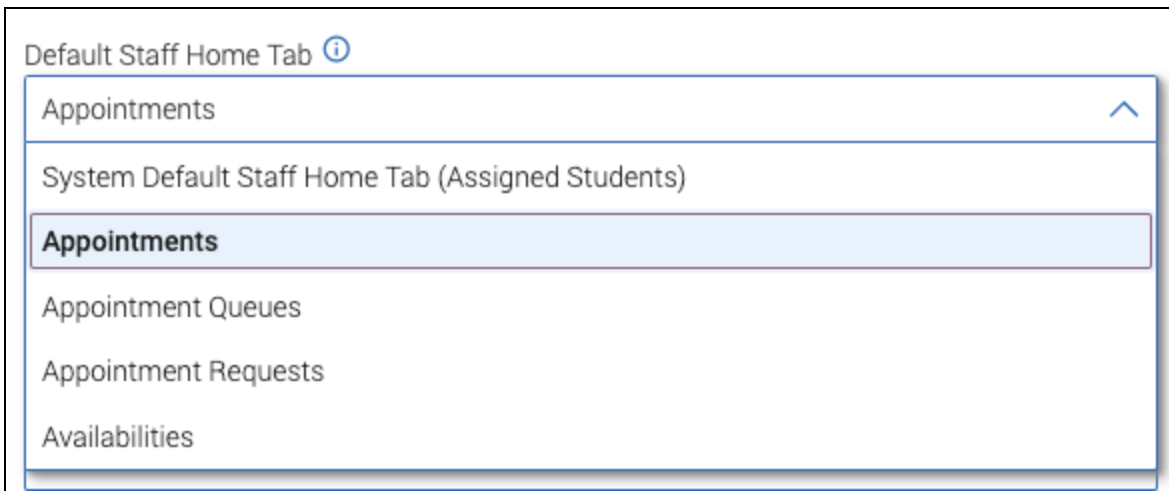 Default Staff Home Tab
Appointments
System Default Staff Home Tab (Assigned Students)
Appointments
Appointment Queues
Appointment Requests
Availabilities